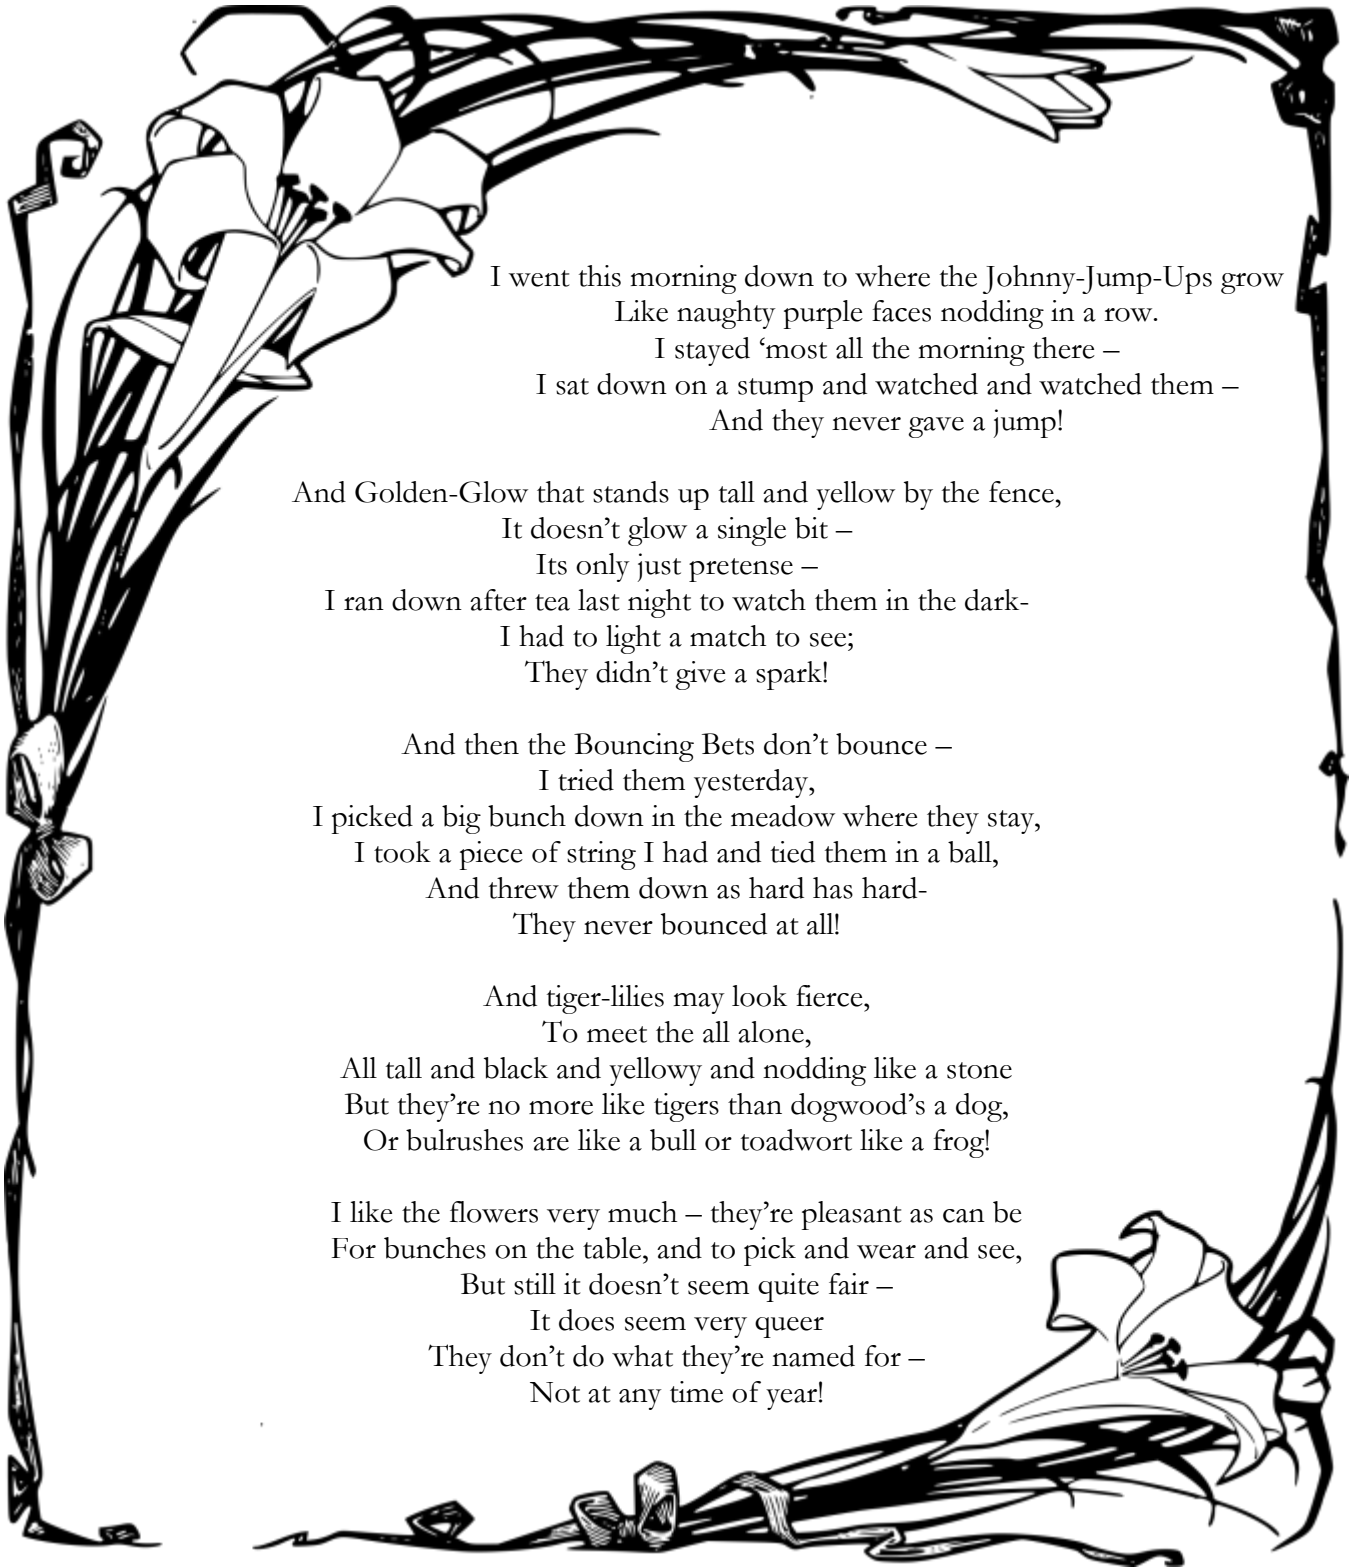 I went this morning down to where the Johnny-Jump-Ups grow
Like naughty purple faces nodding in a row.
I stayed ‘most all the morning there –
I sat down on a stump and watched and watched them –
And they never gave a jump!
And Golden-Glow that stands up tall and yellow by the fence,
It doesn’t glow a single bit –
Its only just pretense –
I ran down after tea last night to watch them in the dark-
I had to light a match to see;
They didn’t give a spark!
And then the Bouncing Bets don’t bounce –
I tried them yesterday,
I picked a big bunch down in the meadow where they stay,
I took a piece of string I had and tied them in a ball,
And threw them down as hard has hard-
They never bounced at all!
And tiger-lilies may look fierce,
To meet the all alone,
All tall and black and yellowy and nodding like a stone
But they’re no more like tigers than dogwood’s a dog,
Or bulrushes are like a bull or toadwort like a frog!
I like the flowers very much – they’re pleasant as can be
For bunches on the table, and to pick and wear and see,
But still it doesn’t seem quite fair –
It does seem very queer
They don’t do what they’re named for –
Not at any time of year!